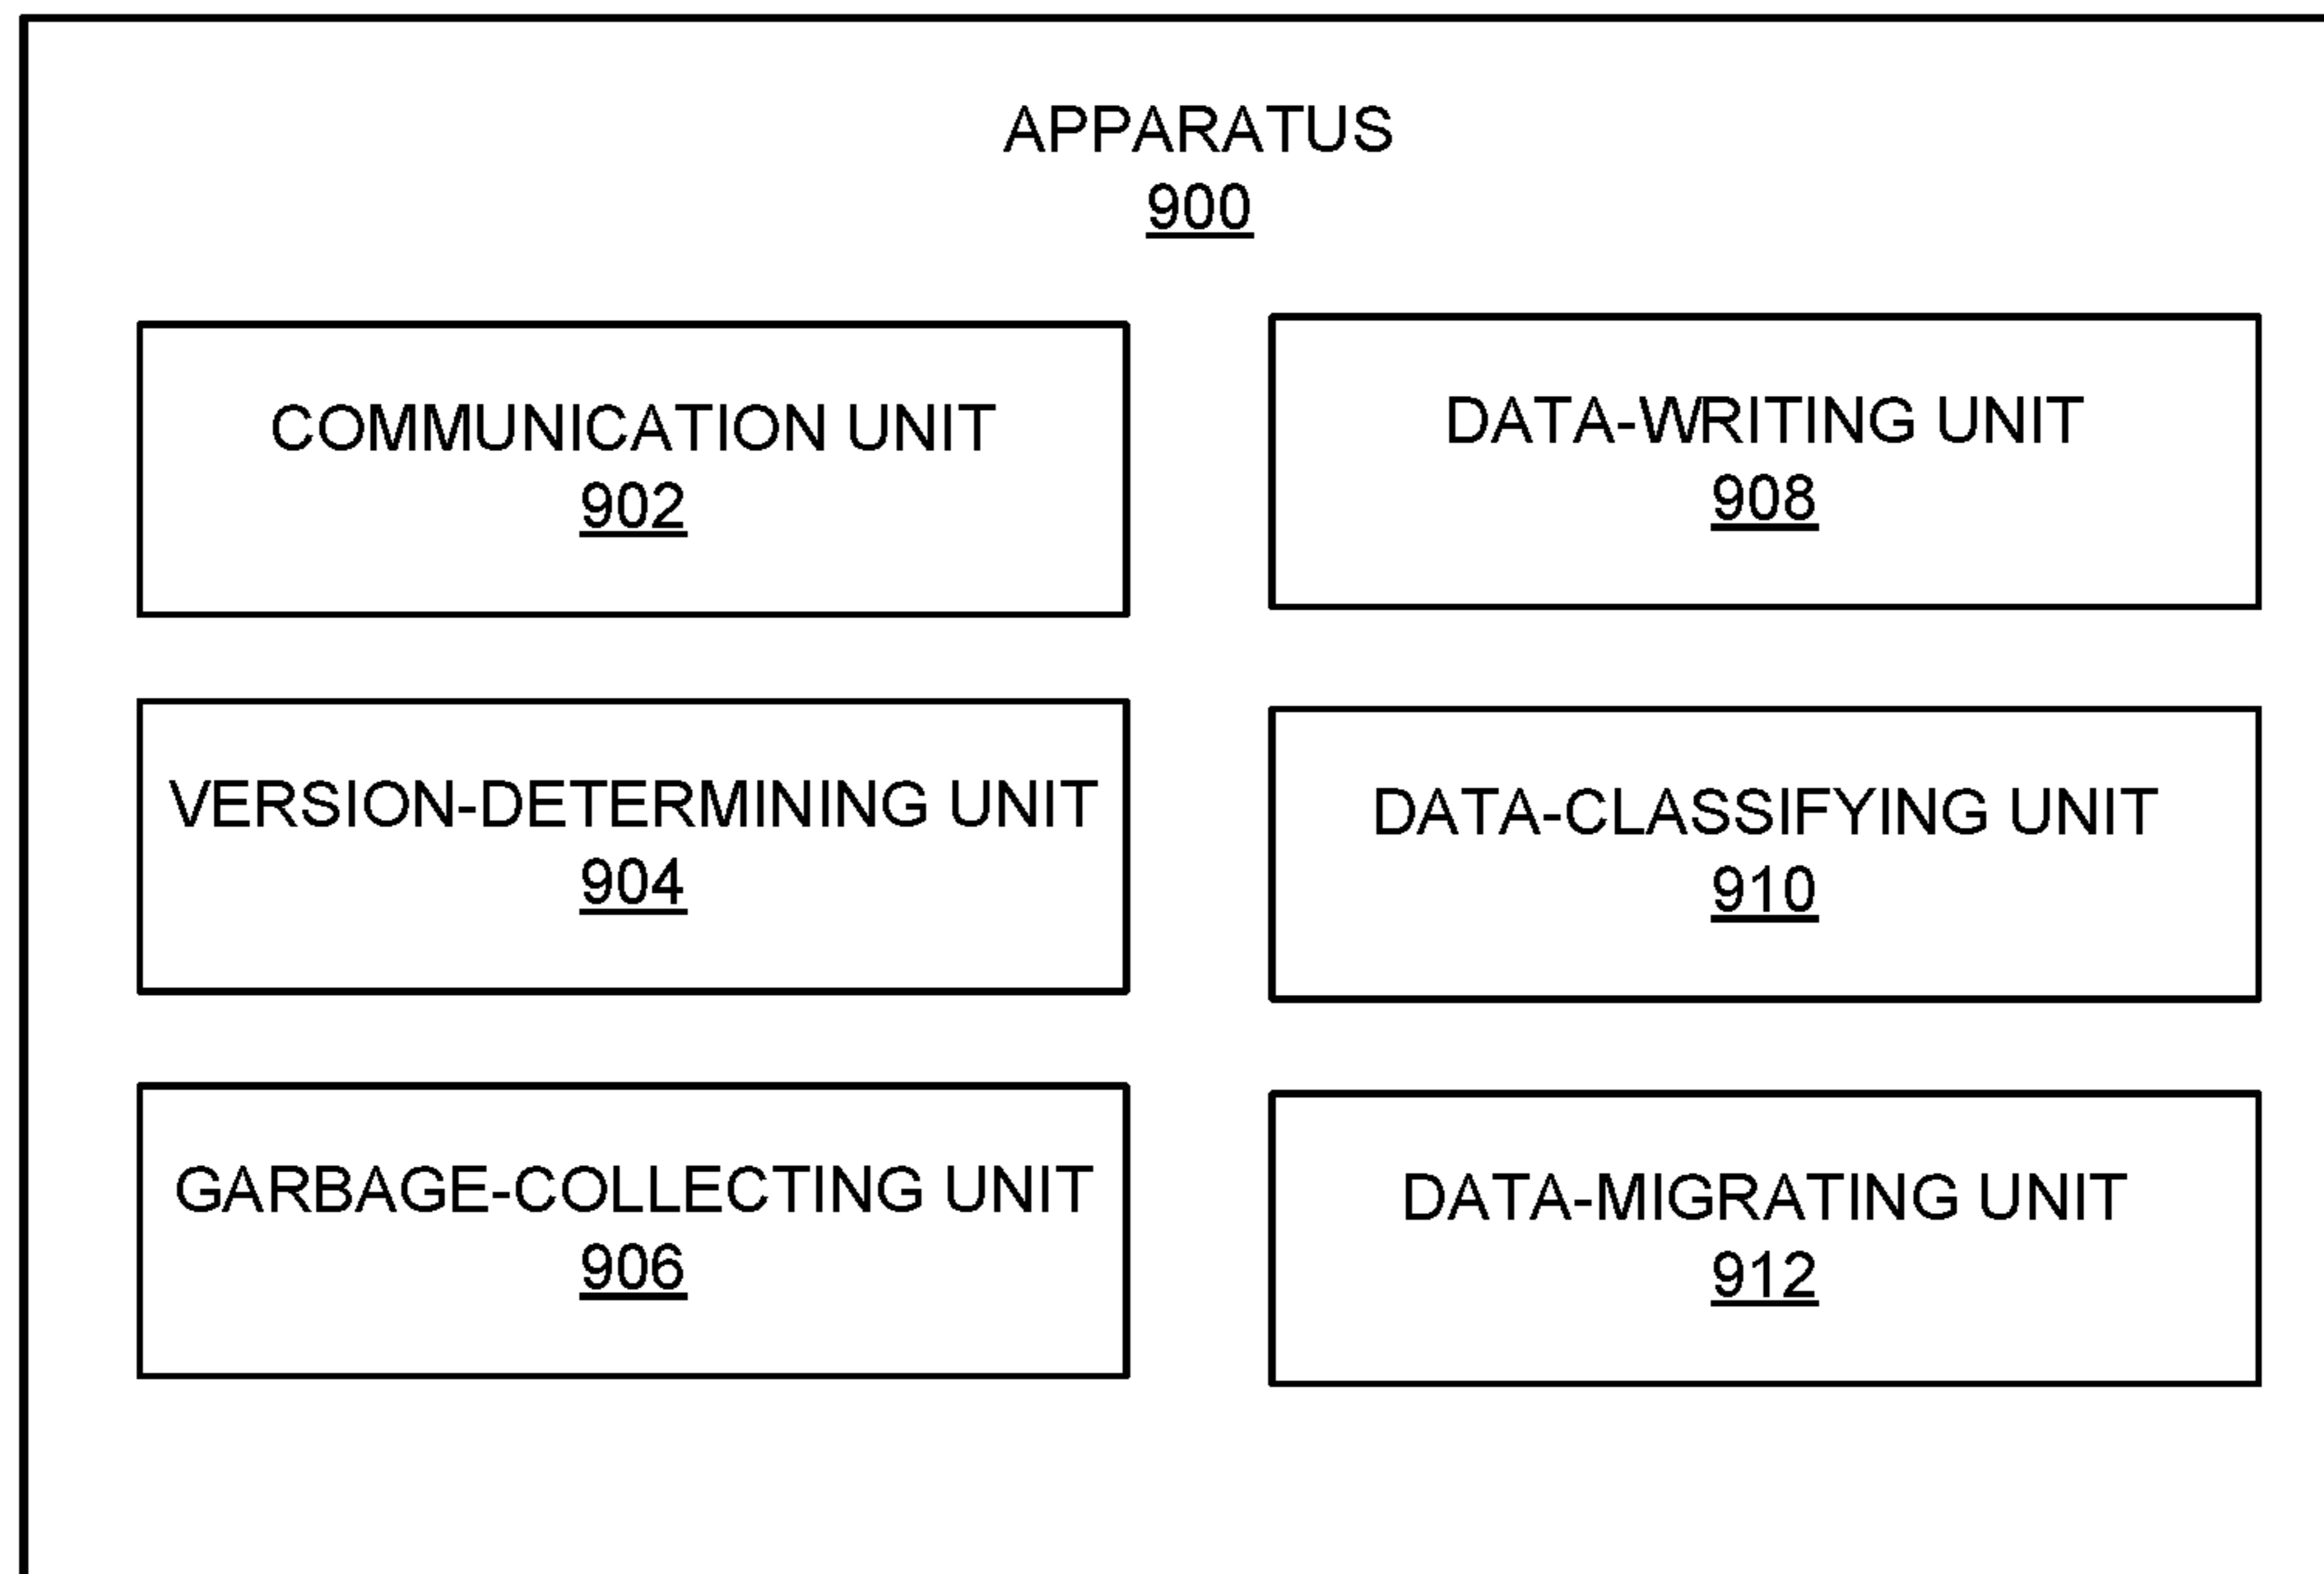 APPARATUS
900
COMMUNICATION UNIT
902
VERSION-DETERMINING UNIT
904
GARBAGE-COLLECTING UNIT
906
DATA-WRITING UNIT
908
DATA-CLASSIFYING UNIT
910
DATA-MIGRATING UNIT
912